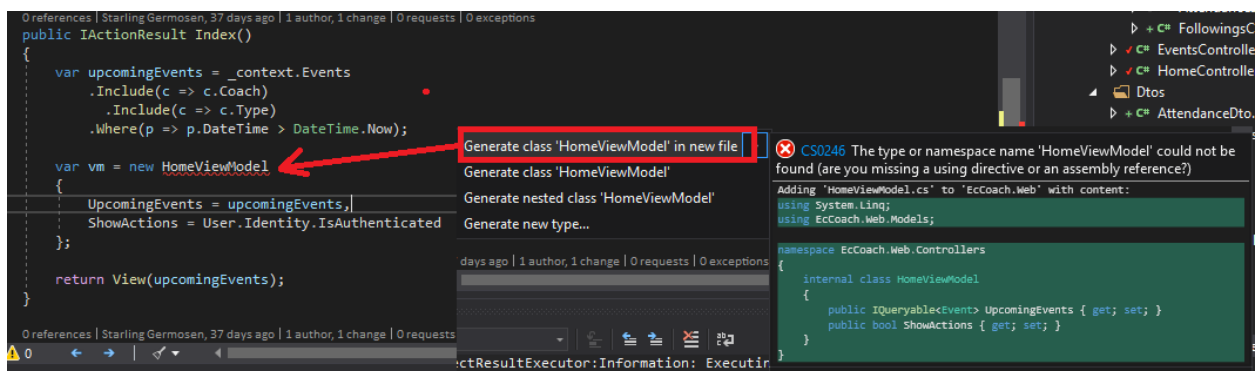 0 references | Starling Germosen, 37 days ago | 1 author, 1 change | 0 requests | 0 exceptions
public IActionResult Index()
{
var upcomingEvents = _context.Events
.Include(c => c.Coach)
.Include(c => c.Type)
.Where(p => p.DateTime > DateTime.Now);
var vm = new HomeViewModel
{
UpcomingEvents = upcomingEvents,
ShowActions = User.Identity.IsAuthenticated
};
return View(upcomingEvents);
}
0 references | Starling Germosen, 37 days ago | 1 author, 1 change | 0 requests
0
Generate class 'HomeViewModel' in new file
Generate class 'HomeViewModel'
Generate nested class 'HomeViewModel'
Generate new type...
days ago | 1 author, 1 change | 0 requests | 0 exceptions
ectResultExecutor:Information: Executin
+ C# FollowingsC
C# EventsControlle
C# HomeControlle
Dtos
+ C# AttendanceDto.
CS0246 The type or namespace name 'HomeViewModel' could not be
found (are you missing a using directive or an assembly reference?)
Adding 'HomeViewModel.cs' to 'EcCoach.Web' with content:
using System.Linq;
using EcCoach.Web.Models;
namespace EcCoach.Web.Controllers
{
internal class HomeViewModel
{
public IQueryable<Event> UpcomingEvents { get; set; }
public bool ShowActions { get; set; }
}
}